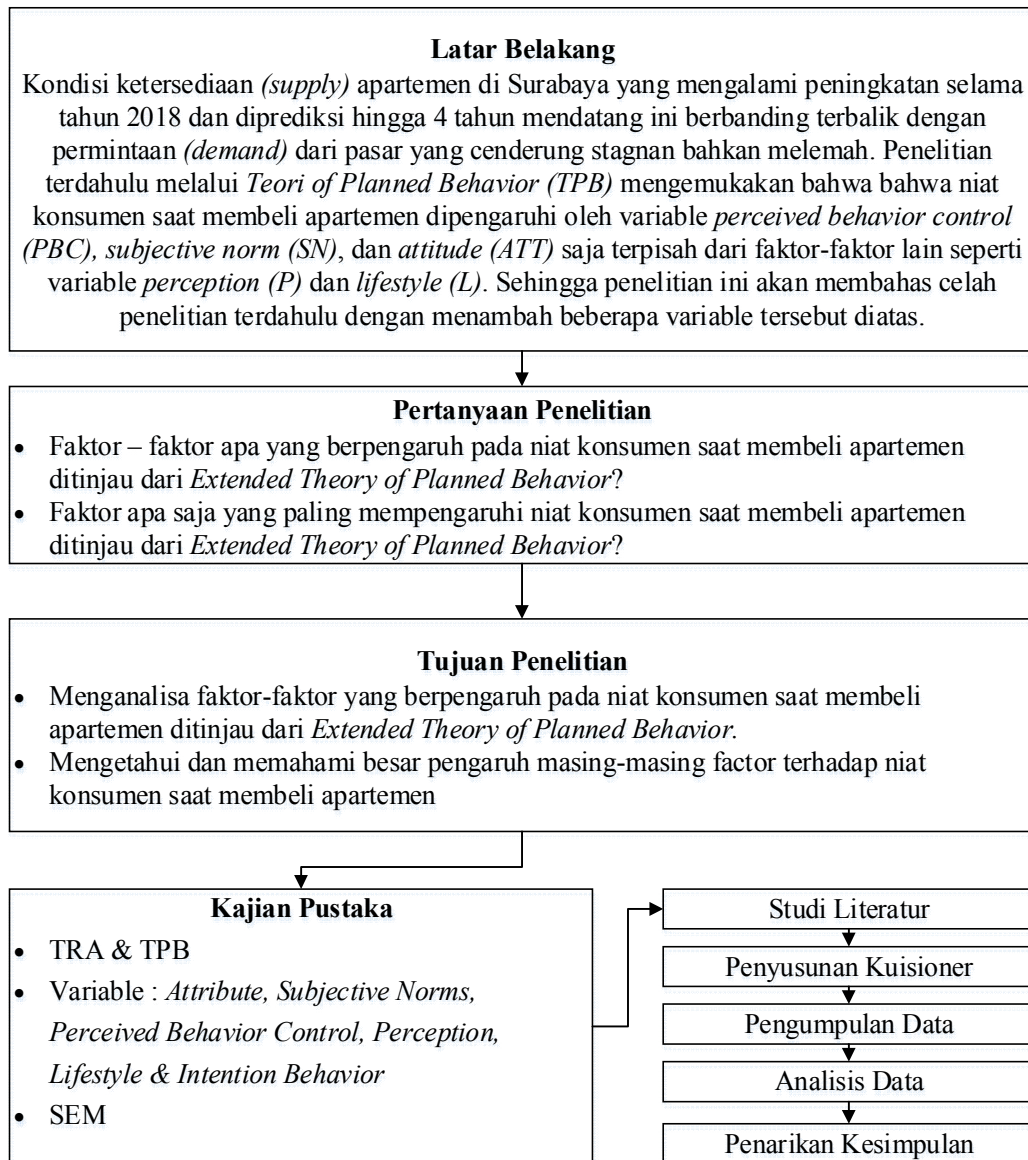 Latar Belakang
Kondisi ketersediaan (supply) apartemen di Surabaya yang mengalami peningkatan selama
tahun 2018 dan diprediksi hingga 4 tahun mendatang ini berbanding terbalik dengan
permintaan (demand) dari pasar yang cenderung stagnan bahkan melemah. Penelitian
terdahulu melalui Teori of Planned Behavior (TPB) mengemukakan bahwa bahwa niat
konsumen saat membeli apartemen dipengaruhi oleh variable perceived behavior control
(PBC), subjective norm (SN), dan attitude (ATT) saja terpisah dari faktor-faktor lain seperti
variable perception (P) dan lifestyle (L). Sehingga penelitian ini akan membahas celah
penelitian terdahulu dengan menambah beberapa variable tersebut diatas.
Pertanyaan Penelitian
• Faktor – faktor apa yang berpengaruh pada niat konsumen saat membeli apartemen
ditinjau dari Extended Theory of Planned Behavior?
• Faktor apa saja yang paling mempengaruhi niat konsumen saat membeli apartemen
ditinjau dari Extended Theory of Planned Behavior?
Tujuan Penelitian
• Menganalisa faktor-faktor yang berpengaruh pada niat konsumen saat membeli
apartemen ditinjau dari Extended Theory of Planned Behavior.
• Mengetahui dan memahami besar pengaruh masing-masing factor terhadap niat
konsumen saat membeli apartemen
Kajian Pustaka
• TRA & TPB
• Variable : Attribute, Subjective Norms,
Perceived Behavior Control, Perception,
Lifestyle & Intention Behavior
• SEM
Studi Literatur
Penyusunan Kuisioner
Pengumpulan Data
Analisis Data
Penarikan Kesimpulan